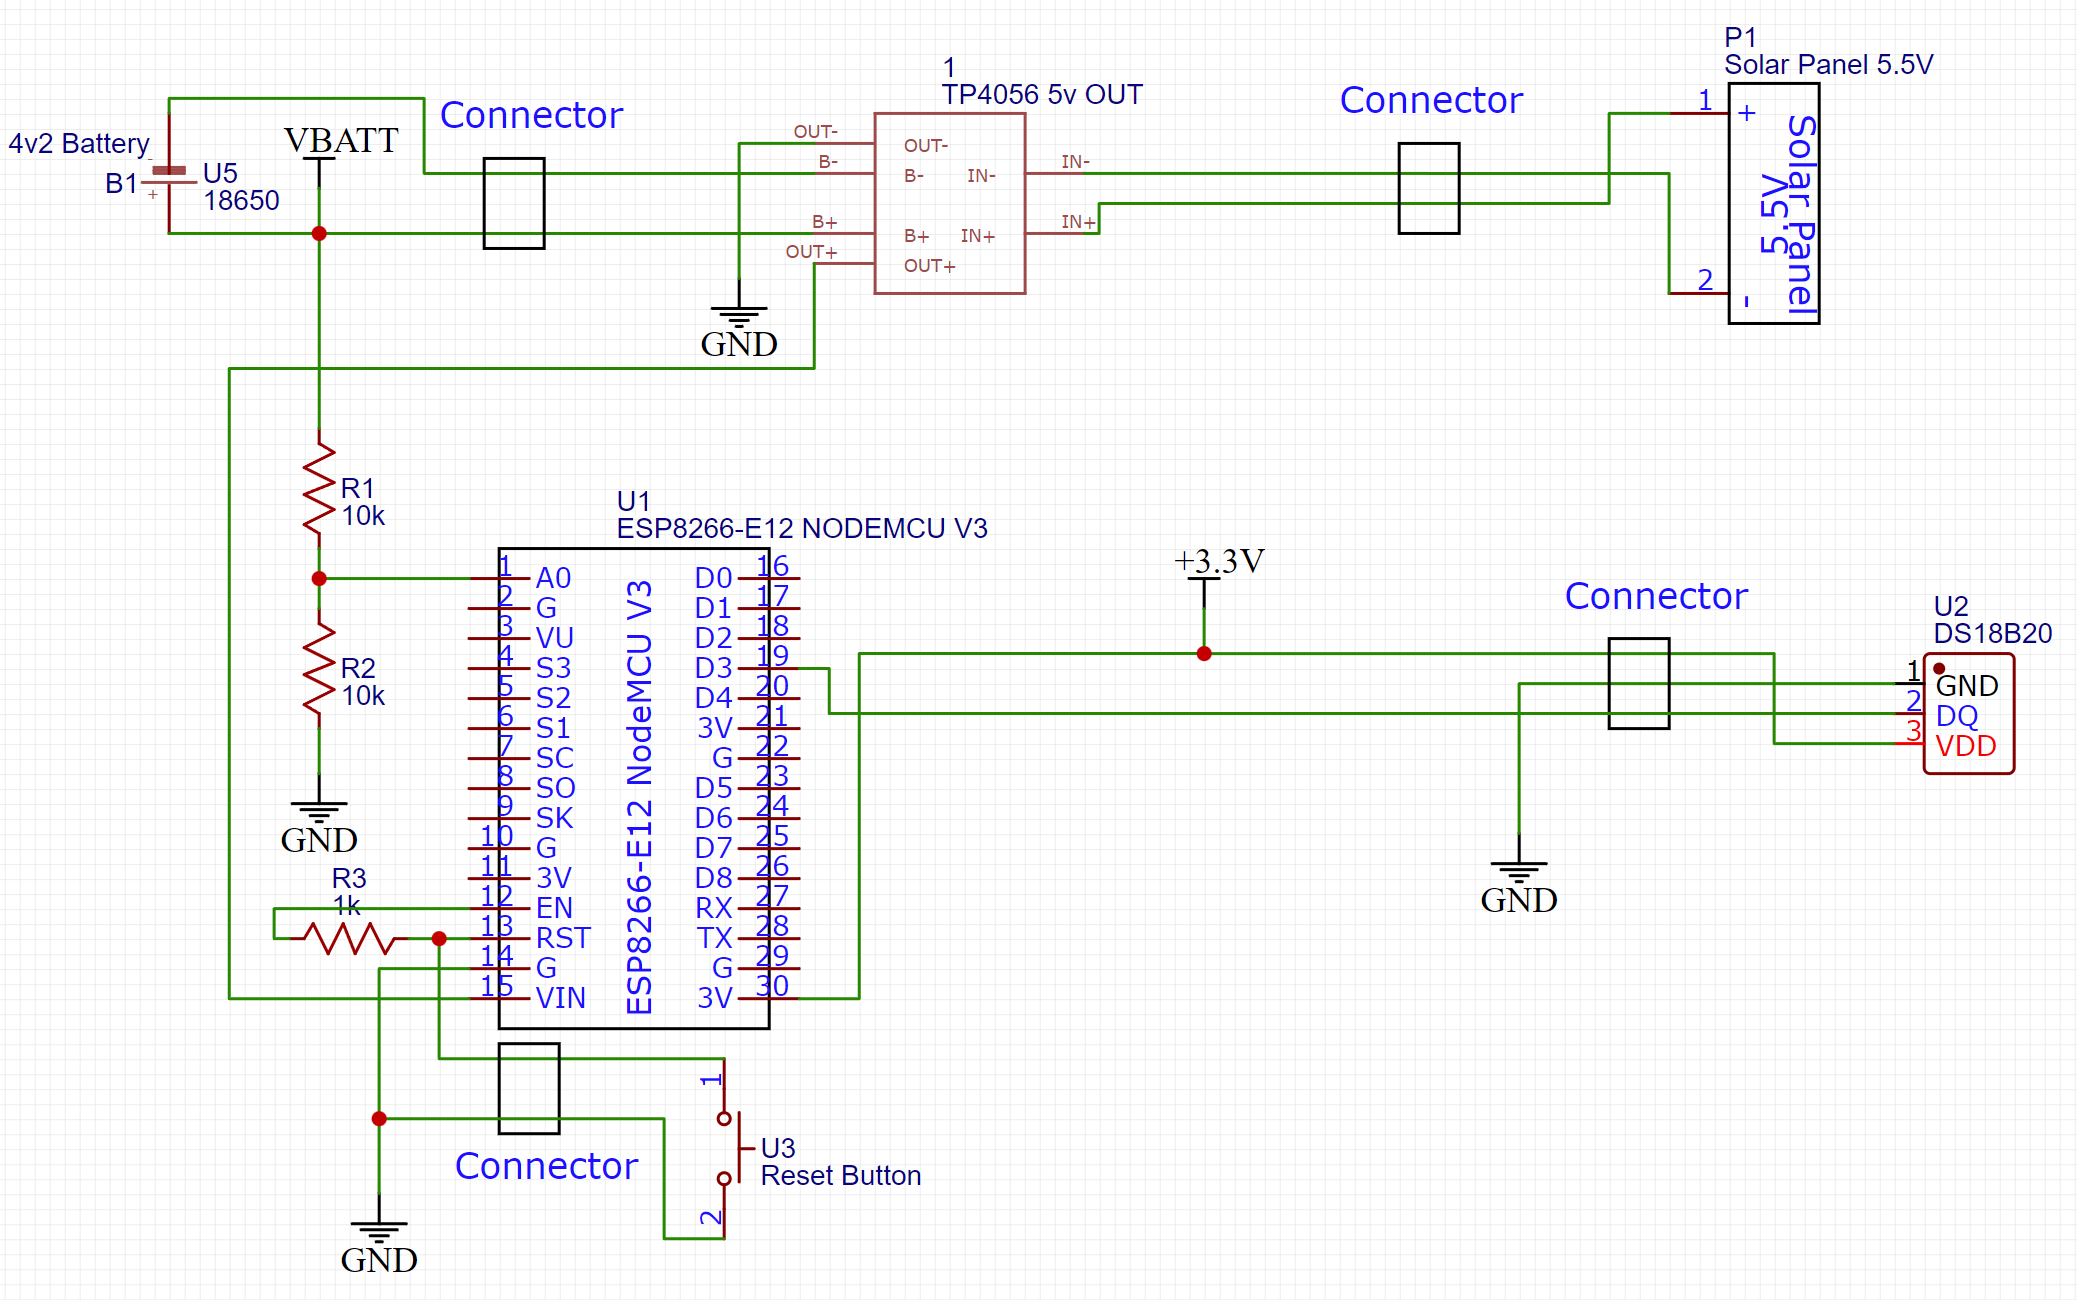 P1
Solar Panel 5.5V
1
TP4056 5v OUT
Connector
Connector
4v2 Battery
VBATT
-
B1
+
U5
18650
OUT-
B-
B+
OUT+
OUT-
B-
B+
OUT+
IN-
IN+
IN-
IN+
1
+
2
-
Solar Panel
5.5V
GND
R1
10k
R2
10k
GND
U1
ESP8266-E12 NODEMCU V3
ESP8266-E12 NodeMCU V3
1 A0
2 G
3 VU
4 S3
5 S2
6 S1
7 SC
8 SO
9 SK
10 G
11 3V
12 EN
13 RST
14 G
15 VIN
D0 16
D1 17
D2 18
D3 19
D4 20
3V 21
G 22
D5 23
D6 24
D7 25
D8 26
RX 27
TX 28
G 29
3V 30
R3
1k
+3.3V
Connector
U2
DS18B20
1 GND
2 DQ
3 VDD
GND
Connector
1
2
U3
Reset Button
GND